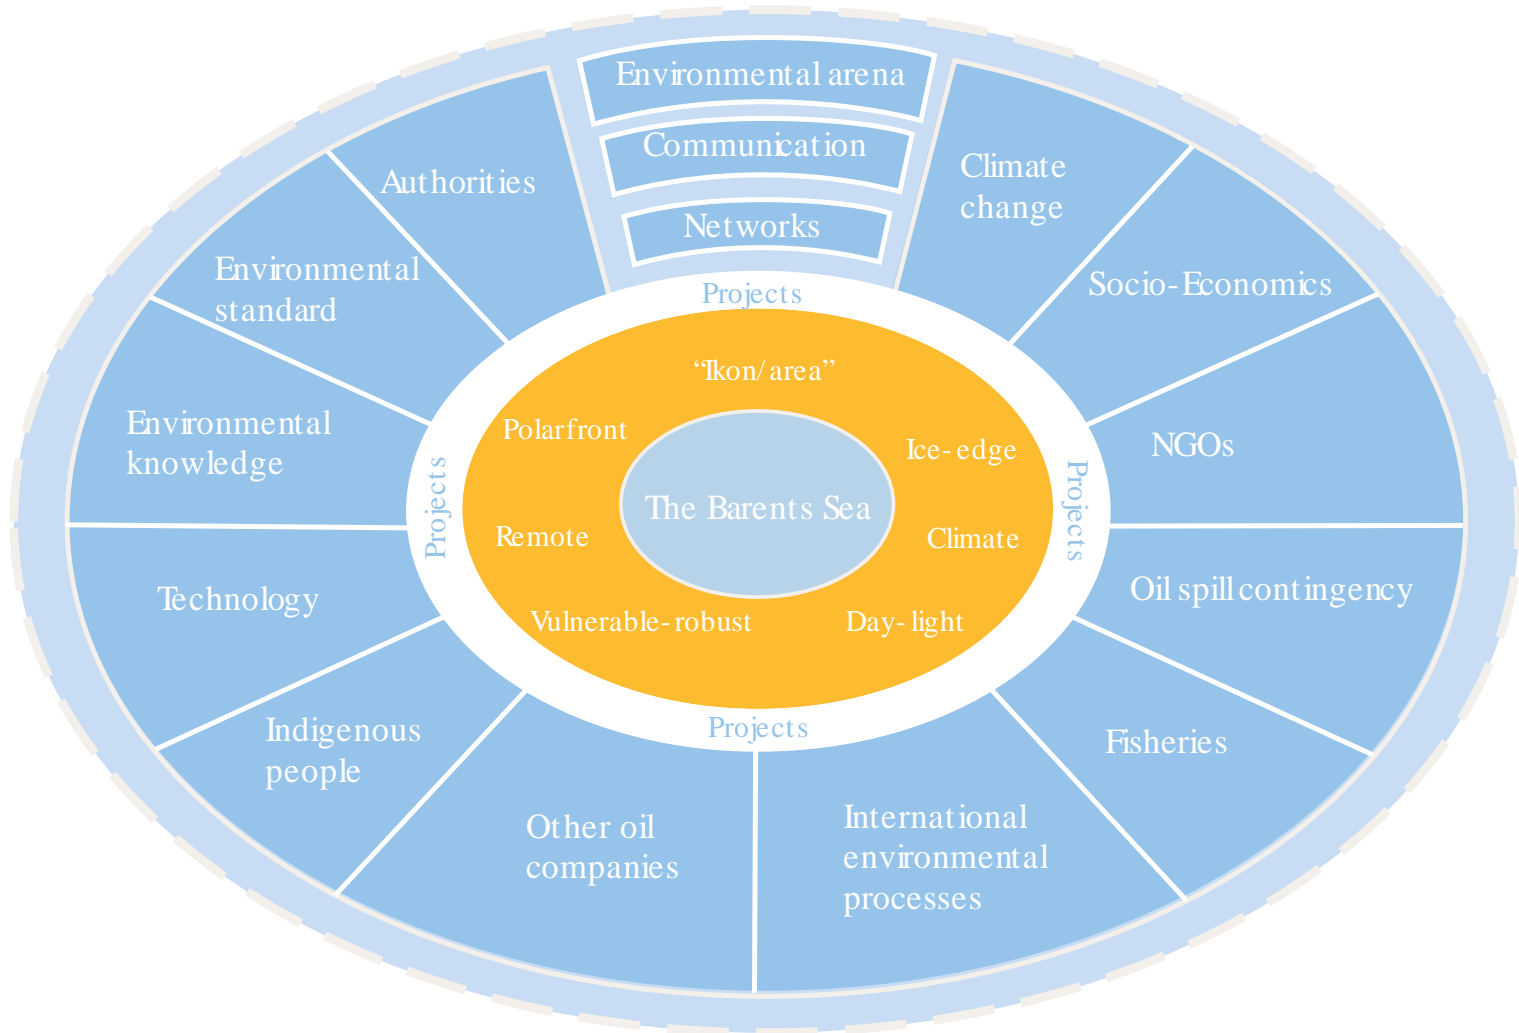 Environmental arena
Communication
Networks
Authorities
Climate
change
Environmental
standard
Socio-Economics
Projects
"Ikon/area"
Environmental
knowledge
Polarfront
Ice-edge
NGOs
Projects
The Barents Sea
Projects
Remote
Climate
Technology
Vulnerable-robust
Day-light
Oil spill contingency
Indigenous
people
Projects
Fisheries
Other oil
companies
International
environmental
processes